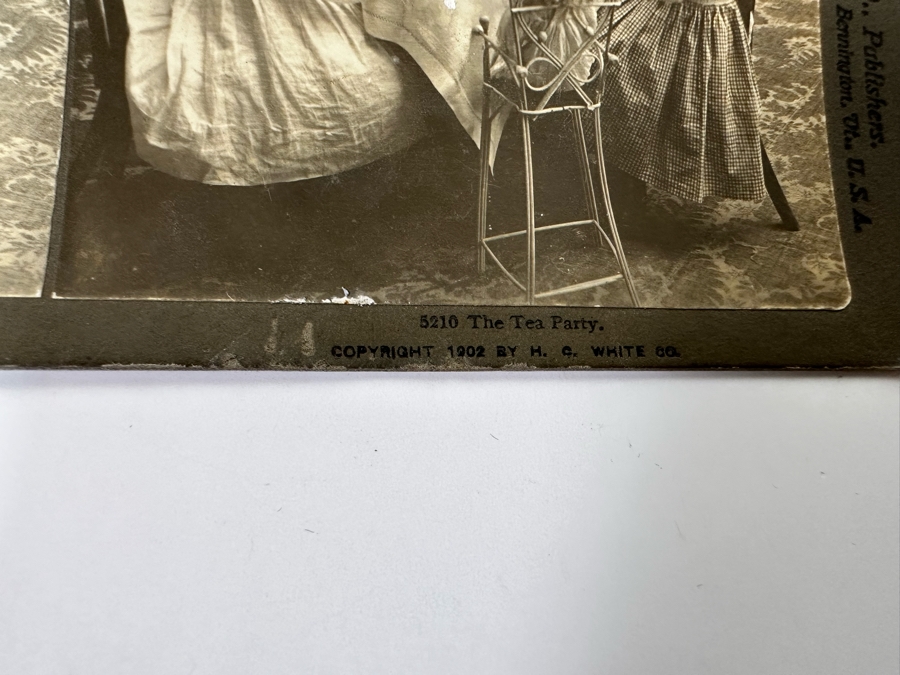 5210 The Tea Party.
COPYRIGHT 1902 BY H. C. WHITE CO.
Publishers.
Bennington, Vt., U. S. A.